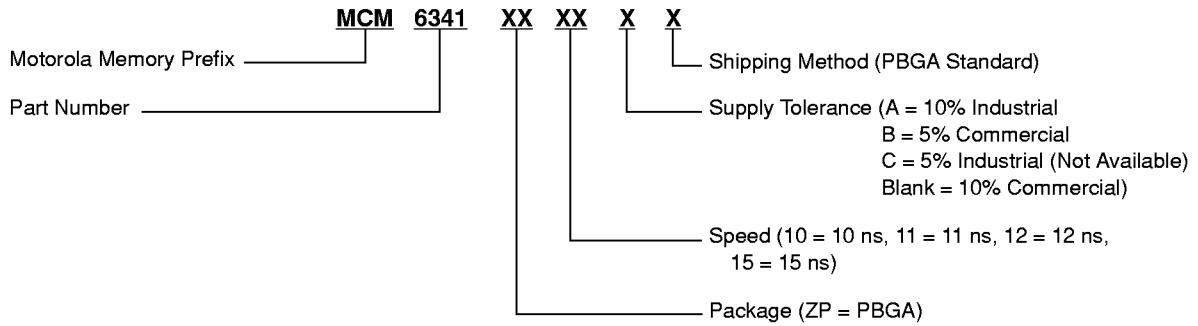 MCM 6341 XX XX X X
Motorola Memory Prefix
Shipping Method (PBGA Standard)
Part Number
Supply Tolerance (A = 10% Industrial
B = 5% Commercial
C = 5% Industrial (Not Available)
Blank = 10% Commercial)
Speed (10 = 10 ns, 11 = 11 ns, 12 = 12 ns,
15 = 15 ns)
Package (ZP = PBGA)